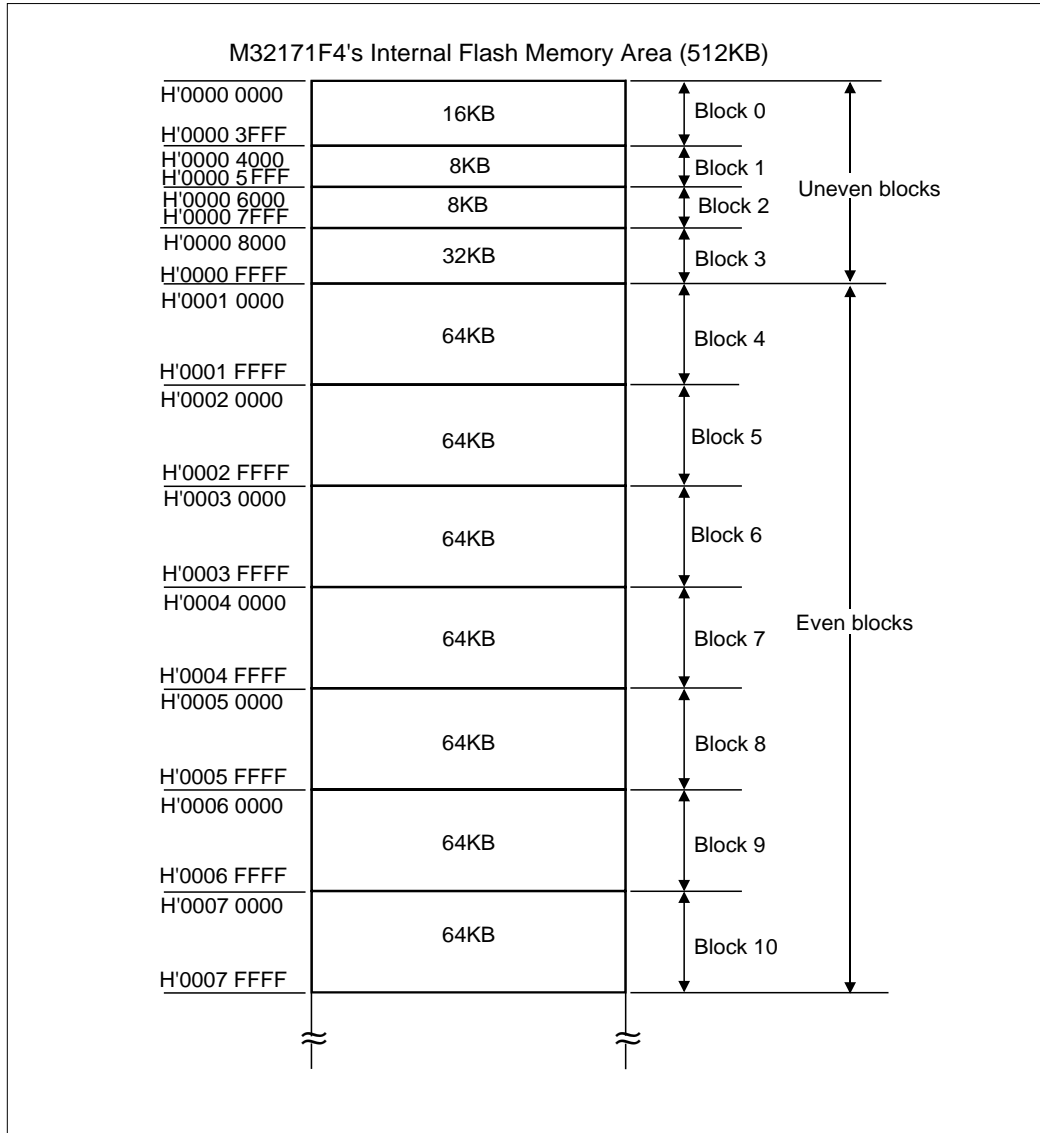 M32171F4's Internal Flash Memory Area (512KB)
H'0000 0000
16KB
Block 0
H'0000 3FFF
H'0000 4000
8KB
Block 1
H'0000 5FFF
Uneven blocks
H'0000 6000
8KB
Block 2
H'0000 7FFF
H'0000 8000
32KB
Block 3
H'0000 FFFF
H'0001 0000
64KB
Block 4
H'0001 FFFF
H'0002 0000
64KB
Block 5
H'0002 FFFF
H'0003 0000
64KB
Block 6
H'0003 FFFF
H'0004 0000
Even blocks
64KB
Block 7
H'0004 FFFF
H'0005 0000
64KB
Block 8
H'0005 FFFF
H'0006 0000
64KB
Block 9
H'0006 FFFF
H'0007 0000
64KB
Block 10
H'0007 FFFF